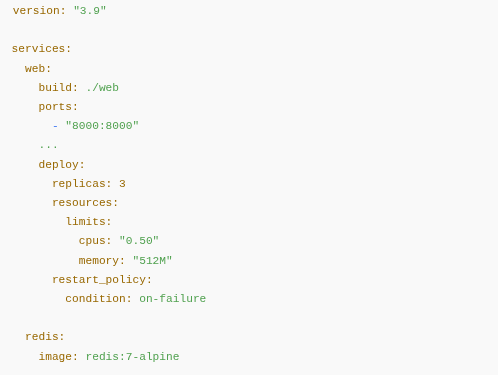 version: "3.9"

services:
  web:
    build: ./web
    ports:
      - "8000:8000"
    ...
    deploy:
      replicas: 3
      resources:
        limits:
          cpus: "0.50"
          memory: "512M"
      restart_policy:
        condition: on-failure

  redis:
    image: redis:7-alpine